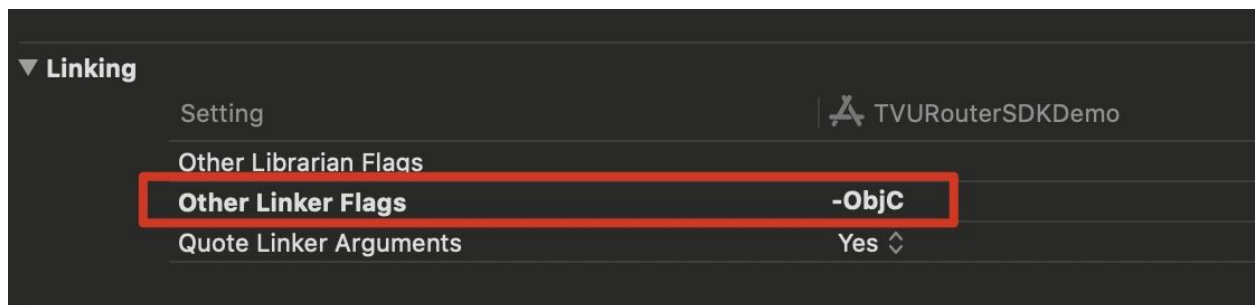 Linking
Setting TVURouterSDKDemo
Other Librarian Flags
Other Linker Flags -ObjC
Quote Linker Arguments Yes